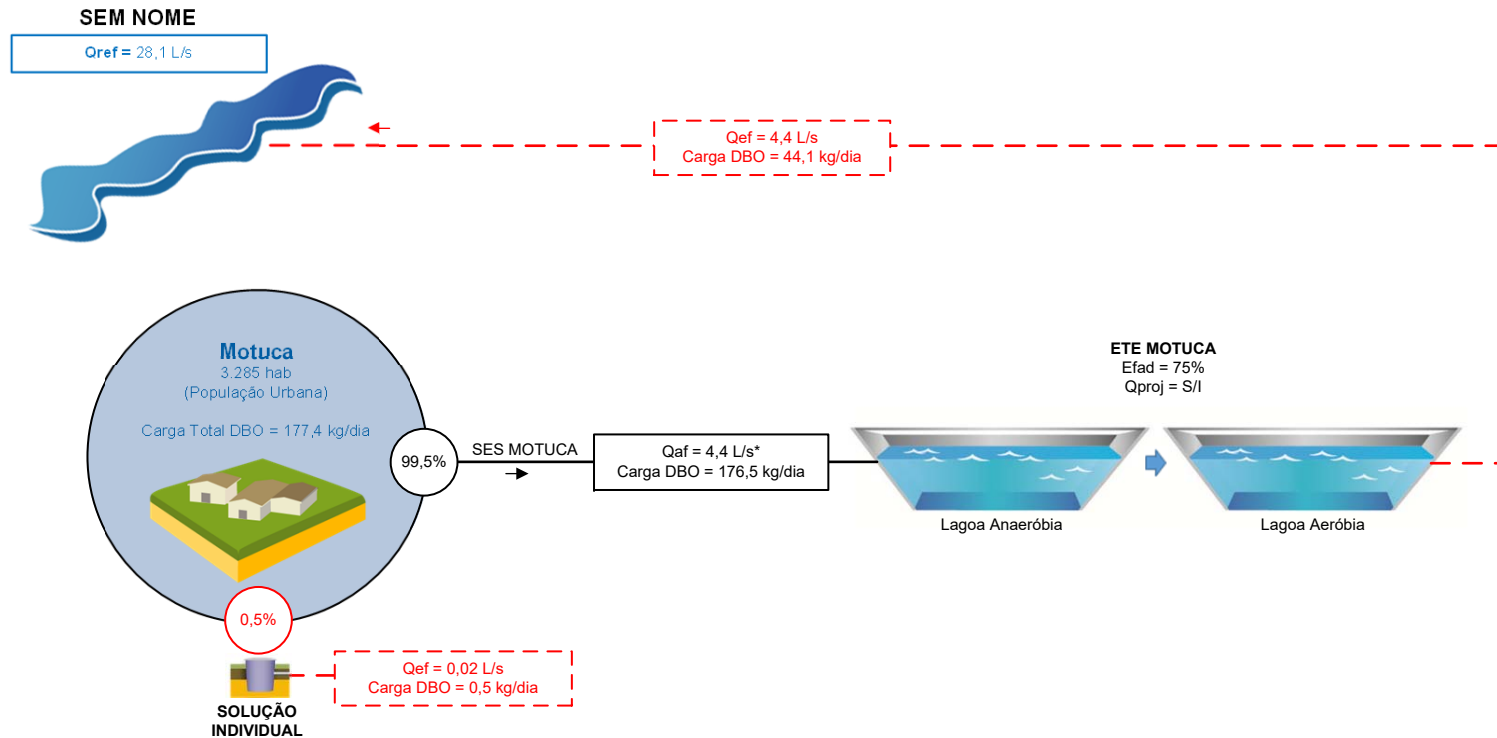 SEM NOME
Qref = 28,1 L/s
Qef = 4,4 L/s
Carga DBO = 44,1 kg/dia
Motuca
3.285 hab
(População Urbana)
Carga Total DBO = 177,4 kg/dia
99,5%
SES MOTUCA
Qaf = 4,4 L/s*
Carga DBO = 176,5 kg/dia
ETE MOTUCA
Efad = 75%
Qproj = S/I
Lagoa Anaeróbia
Lagoa Aeróbia
0,5%
Qef = 0,02 L/s
Carga DBO = 0,5 kg/dia
SOLUÇÃO
INDIVIDUAL